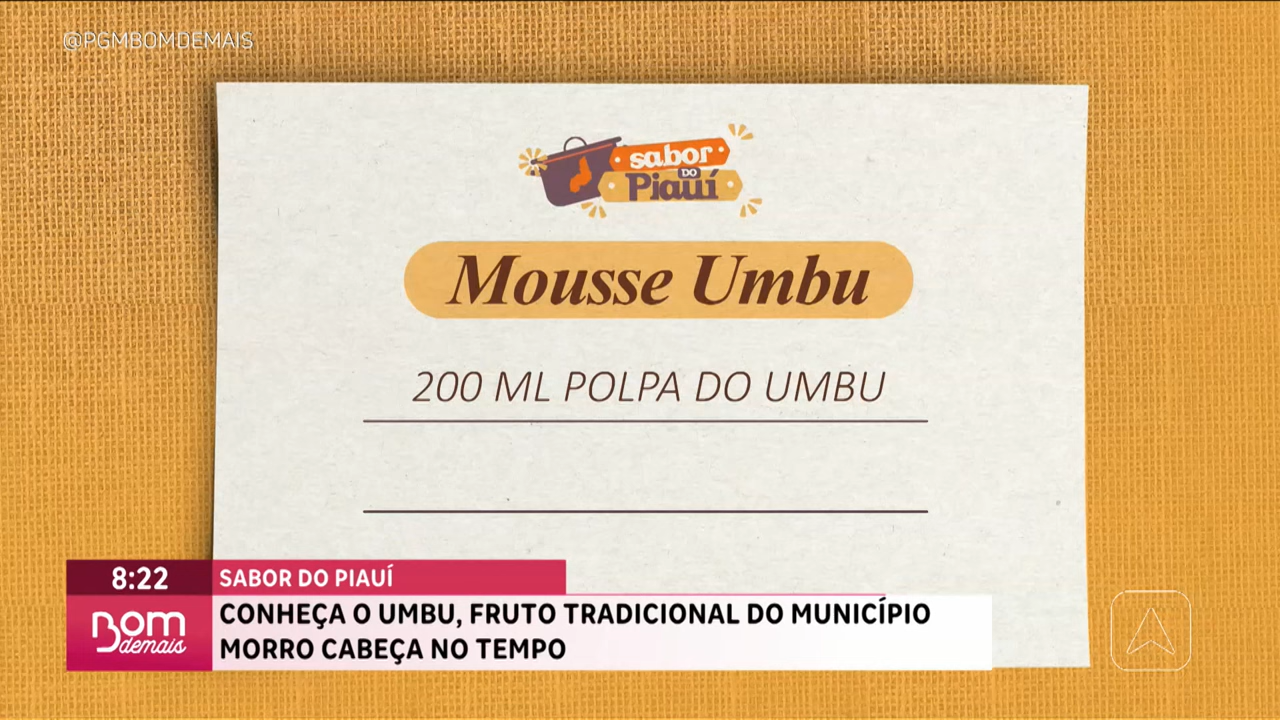 @PGMBOMDEMAIS
sabor
DO
Piauí
Mousse Umbu
200 ML POLPA DO UMBU
8:22
SABOR DO PIAUÍ
Bom
demais
CONHEÇA O UMBU, FRUTO TRADICIONAL DO MUNICÍPIO
MORRO CABEÇA NO TEMPO